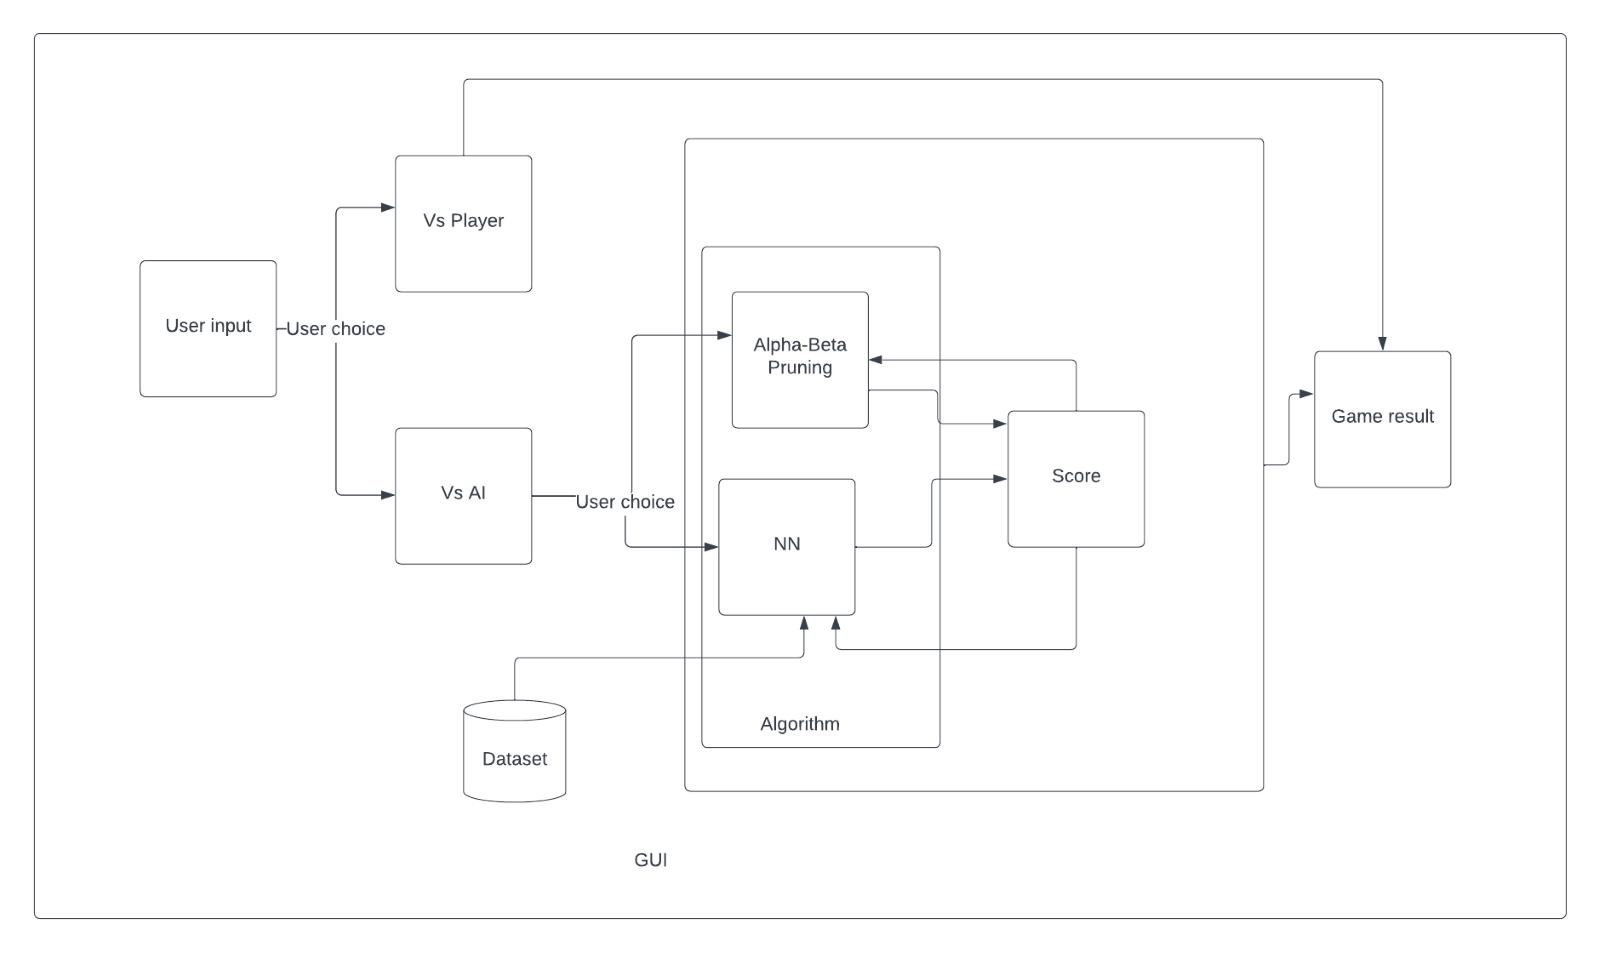 Vs Player
User input
User choice
Alpha-Beta
Pruning
Game result
Vs AI
User choice
Score
NN
Algorithm
Dataset
GUI